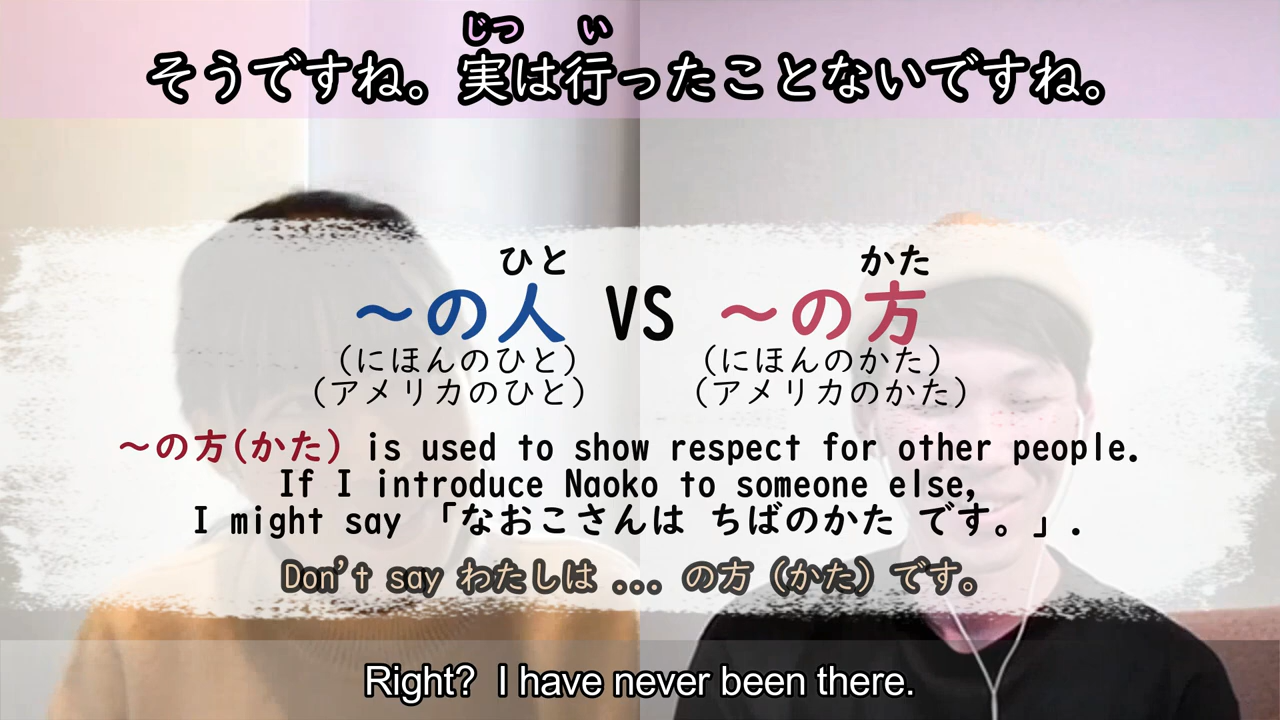 じつ い
そうですね。実は行ったことないですね。
ひと かた
～の人 VS ～の方
(にほんのひと) (にほんのかた)
(アメリカのひと) (アメリカのかた)
～の方(かた) is used to show respect for other people.
If I introduce Naoko to someone else,
I might say 「なおこさんは ちばのかた です。」.
Don't say わたしは ... の方 (かた) です。
Right? I have never been there.